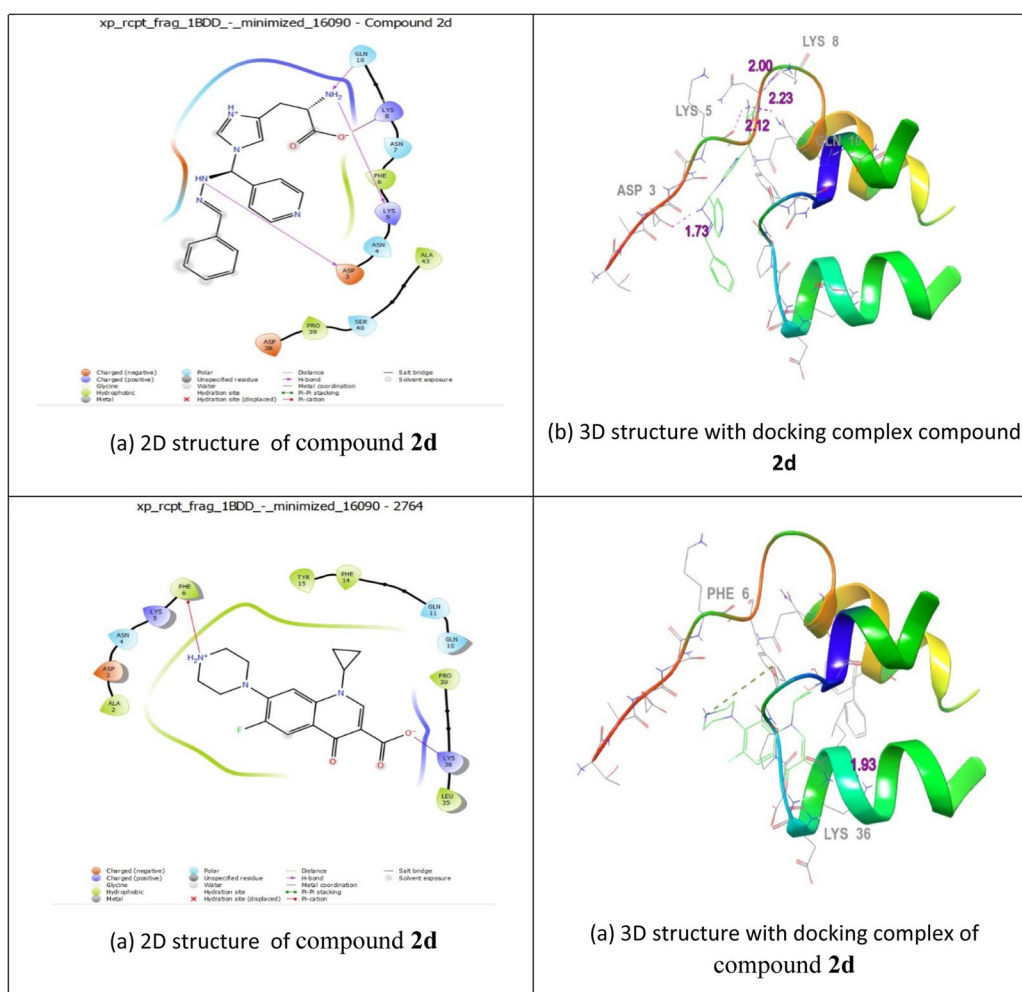 xp_rcpt_frag_1BDD_-_minimized_16090 - Compound 2d
GLN
10
NH₂
H
N⁺
LYS
8
O⁻
O
N
ASN
7
PHE
6
HN
N
N
LYS
5
ASN
4
ASP
3
ALA
43
SER
40
PRO
39
ASP
38
Charged (negative)
Charged (positive)
Glycine
Hydrophobic
Metal
Polar
Unspecified residue
Water
Hydration site
Hydration site (displaced)
Distance
H-bond
Metal coordination
Pi-Pi stacking
Pi-cation
Salt bridge
Solvent exposure
(a) 2D structure of compound 2d
LYS 8
2.00
2.23
LYS 5
2.12
GLN 10
ASP 3
1.73
(b) 3D structure with docking complex compound
2d
xp_rcpt_frag_1BDD_-_minimized_16090 - 2764
PHE
6
LYS
5
ASN
4
ASP
3
ALA
2
TYR
15
PHE
14
GLN
11
GLN
10
PRO
39
LYS
36
LEU
35
H₂N⁺
N
N
F
O
O
O⁻
Charged (negative)
Charged (positive)
Glycine
Hydrophobic
Metal
Polar
Unspecified residue
Water
Hydration site
Hydration site (displaced)
Distance
H-bond
Metal coordination
Pi-Pi stacking
Pi-cation
Salt bridge
Solvent exposure
(a) 2D structure of compound 2d
PHE 6
1.93
LYS 36
(a) 3D structure with docking complex of
compound 2d